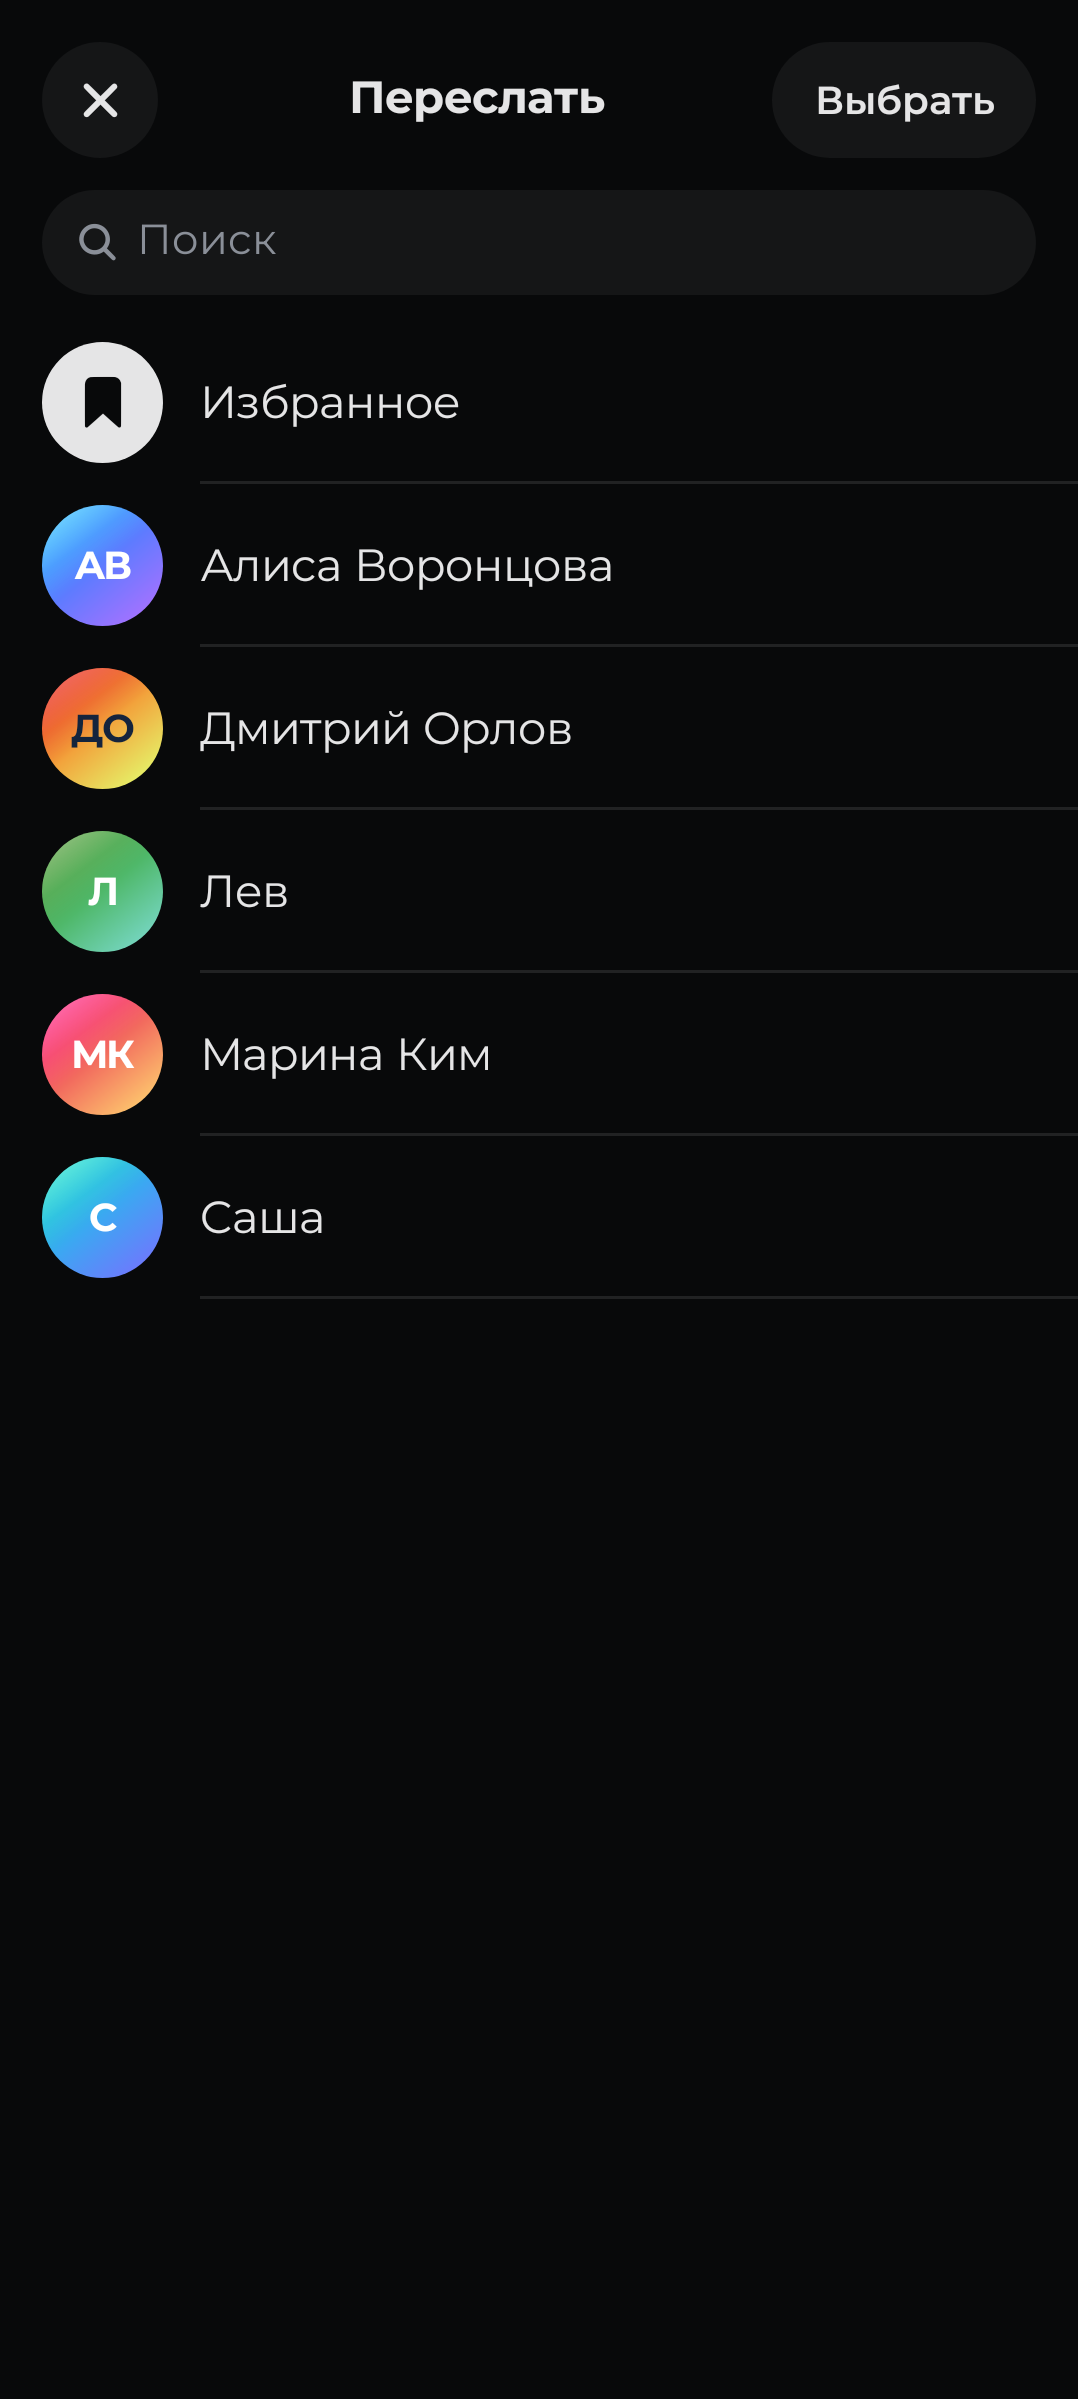 Переслать
Выбрать
Поиск
Избранное
АВ
Алиса Воронцова
ДО
Дмитрий Орлов
Л
Лев
МК
Марина Ким
С
Саша